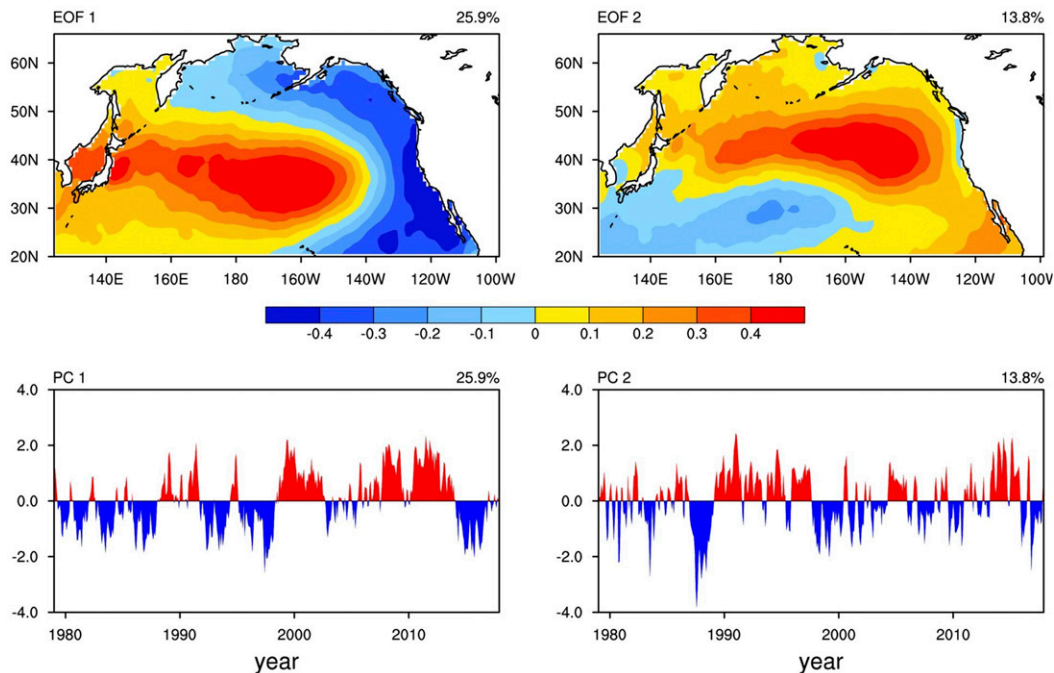 EOF 1 25.9%
60N
50N
40N
30N
20N
140E 160E 180 160W 140W 120W 100W
EOF 2 13.8%
60N
50N
40N
30N
20N
140E 160E 180 160W 140W 120W 100W
-0.4 -0.3 -0.2 -0.1 0 0.1 0.2 0.3 0.4
PC 1 25.9%
4.0
2.0
0.0
-2.0
-4.0
1980 1990 2000 2010
year
PC 2 13.8%
4.0
2.0
0.0
-2.0
-4.0
1980 1990 2000 2010
year